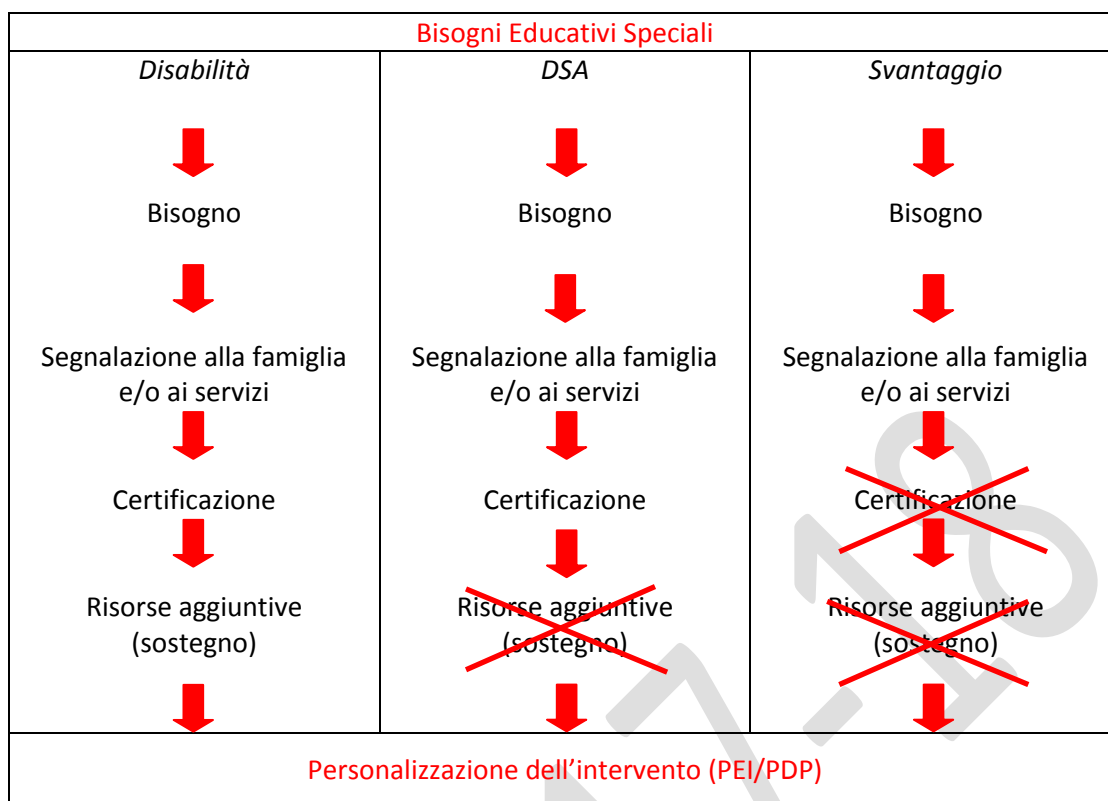 Bisogni Educativi Speciali
Disabilità
Bisogno
Segnalazione alla famiglia
e/o ai servizi
Certificazione
Risorse aggiuntive
(sostegno)
DSA
Bisogno
Segnalazione alla famiglia
e/o ai servizi
Certificazione
Risorse aggiuntive
(sostegno)
Svantaggio
Bisogno
Segnalazione alla famiglia
e/o ai servizi
Certificazione
Risorse aggiuntive
(sostegno)
Personalizzazione dell’intervento (PEI/PDP)
7-18